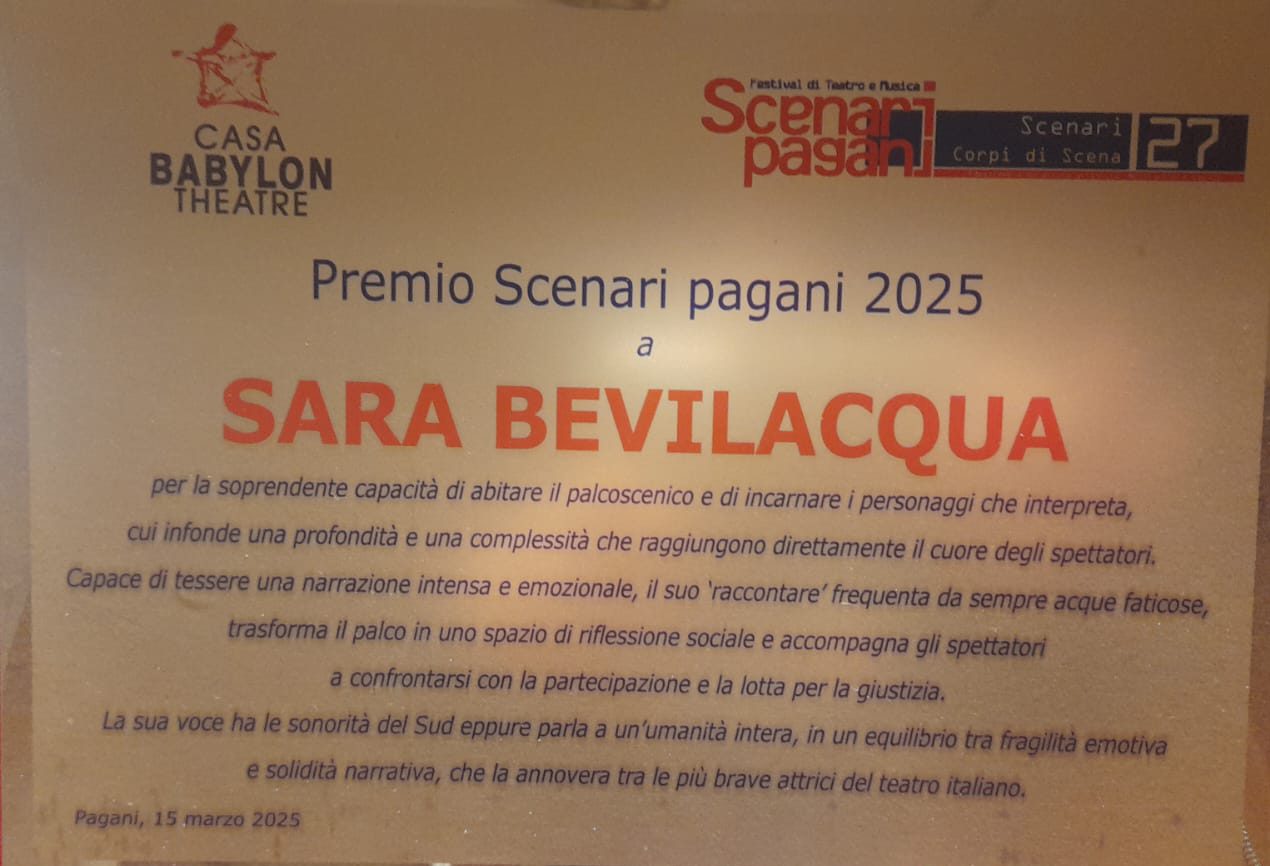 CASA
BABYLON
THEATRE
Festival di Teatro e Musica
Scenari
pagani
Scenari
Corpi di Scena
27
Premio Scenari pagani 2025
a
SARA BEVILACQUA
per la soprendente capacità di abitare il palcoscenico e di incarnare i personaggi che interpreta,
cui infonde una profondità e una complessità che raggiungono direttamente il cuore degli spettatori.
Capace di tessere una narrazione intensa e emozionale, il suo ‘raccontare’ frequenta da sempre acque faticose,
trasforma il palco in uno spazio di riflessione sociale e accompagna gli spettatori
a confrontarsi con la partecipazione e la lotta per la giustizia.
La sua voce ha le sonorità del Sud eppure parla a un’umanità intera, in un equilibrio tra fragilità emotiva
e solidità narrativa, che la annovera tra le più brave attrici del teatro italiano.
Pagani, 15 marzo 2025